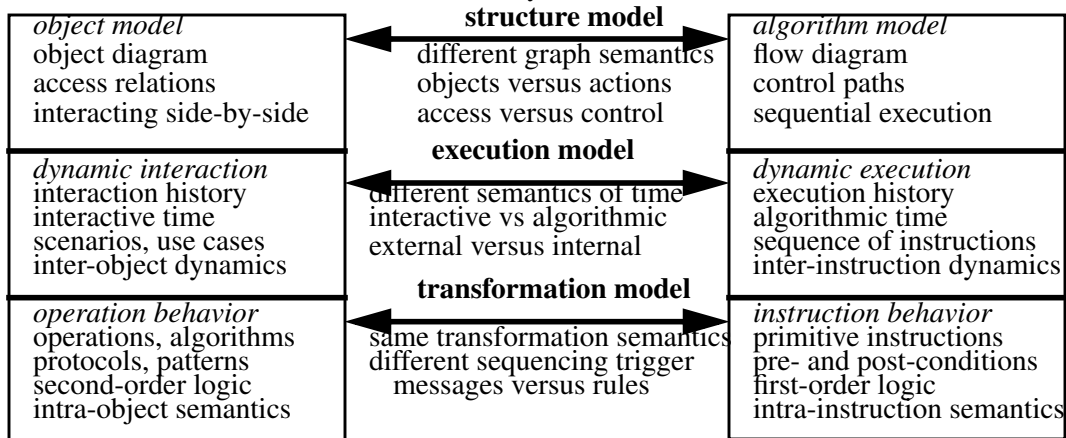 structure model
object model
object diagram
access relations
interacting side-by-side
different graph semantics
objects versus actions
access versus control
algorithm model
flow diagram
control paths
sequential execution
execution model
dynamic interaction
interaction history
interactive time
scenarios, use cases
inter-object dynamics
different semantics of time
interactive vs algorithmic
external versus internal
dynamic execution
execution history
algorithmic time
sequence of instructions
inter-instruction dynamics
transformation model
operation behavior
operations, algorithms
protocols, patterns
second-order logic
intra-object semantics
same transformation semantics
different sequencing trigger
messages versus rules
instruction behavior
primitive instructions
pre- and post-conditions
first-order logic
intra-instruction semantics